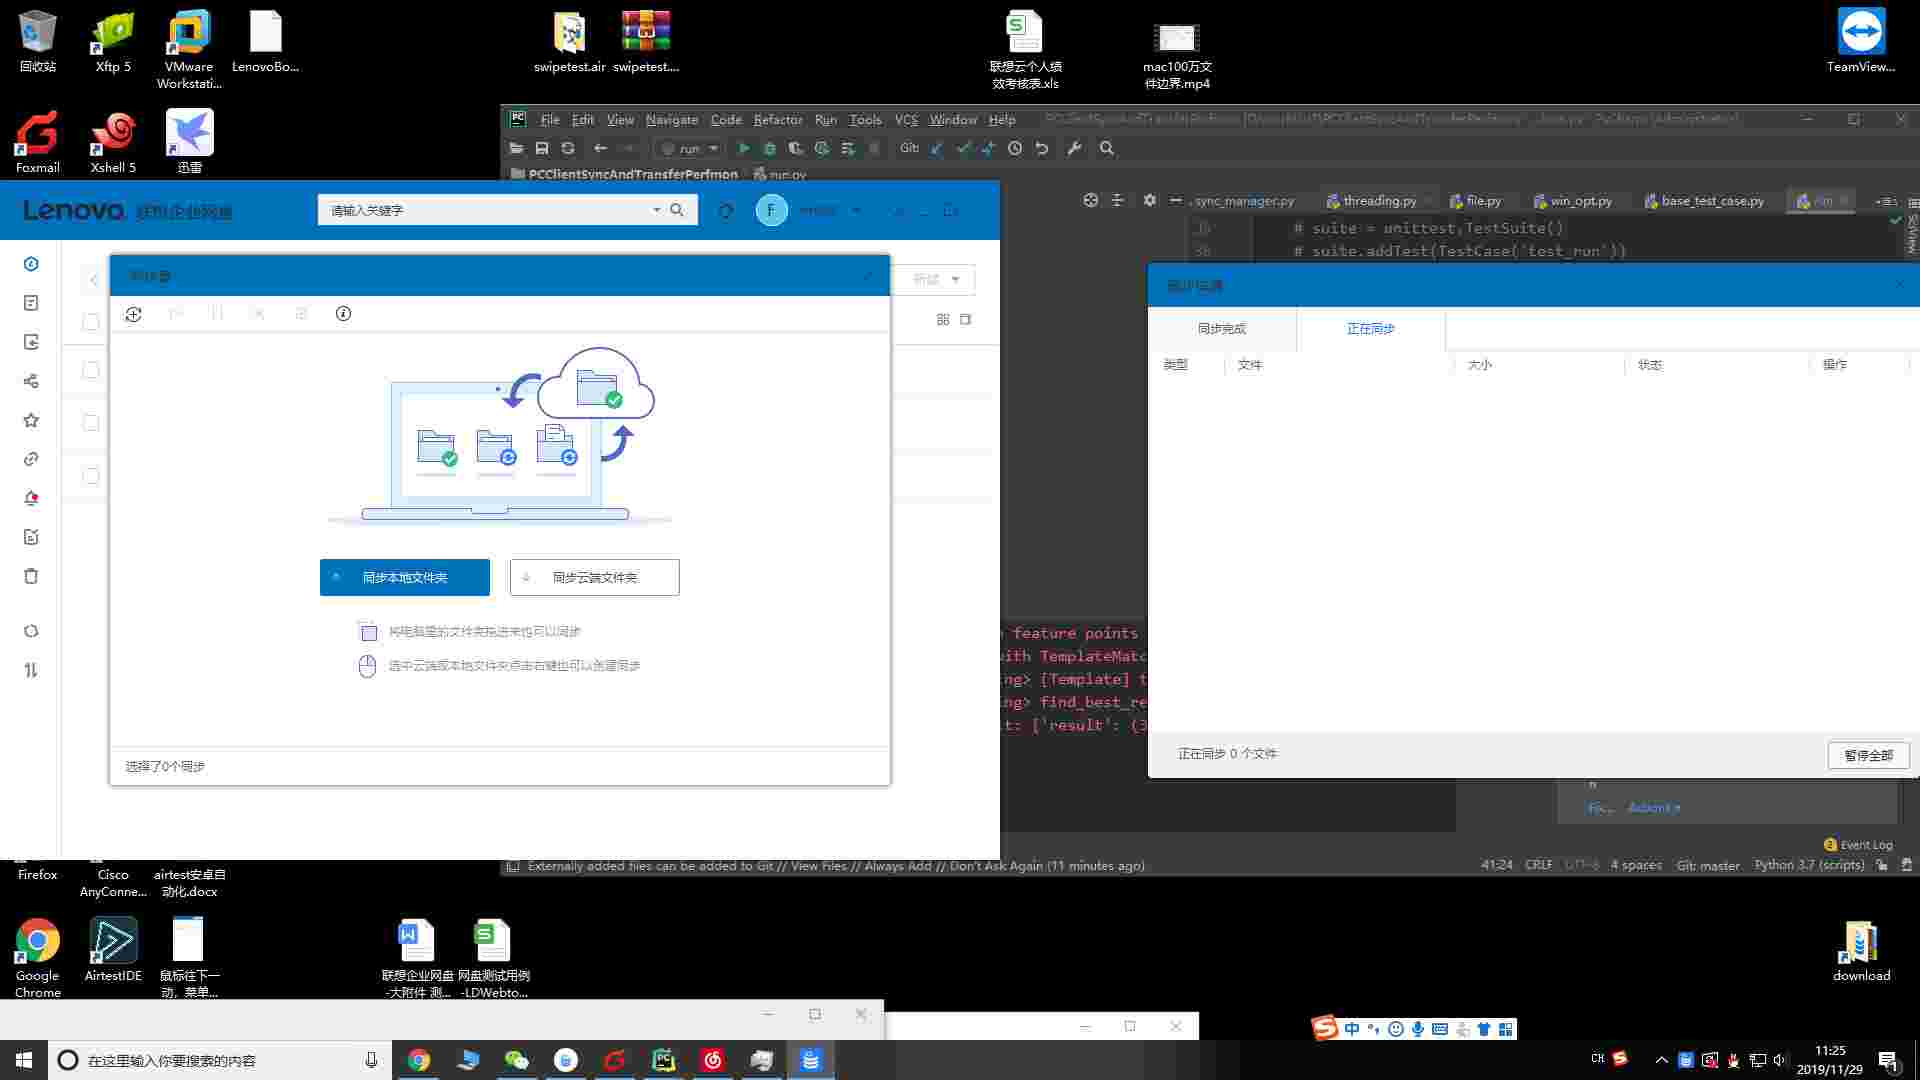 回收站
Xftp 5
VMware
Workstati...
LenovoBo...
swipetest.air
swipetest....
联想云个人绩
效考核表.xls
mac100万文
件边界.mp4
TeamView...
Foxmail
Xshell 5
迅雷
File Edit View Navigate Code Refactor Run Tools VCS Window Help
run
Git:
PCClientSyncAndTransferPerfmon
run.py
Lenovo 联想企业网盘
请输入关键字
F
sync_manager.py
threading.py
file.py
win_opt.py
base_test_case.py
# suite = unittest.TestSuite()
36 # suite.addTest(TestCase('test_run'))
新建
同步完成
正在同步
类型
文件
大小
状态
操作
同步本地文件夹
同步云端文件夹
将电脑里的文件夹拖进来也可以同步
选中云端或本地文件夹点击右键也可以创建同步
选择了0个同步
feature points
with TemplateMatc
ng> [Template] t
ng> find_best_re
t: ['result': (3
正在同步 0 个文件
暂停全部
Event Log
Externally added files can be added to Git // View Files // Always Add // Don't Ask Again (11 minutes ago)
41:24 CRLF UTF-8 4 spaces Git: master Python 3.7 (scripts)
Firefox
Cisco
AnyConne...
airtest安卓自
动化.docx
Google
Chrome
AirtestIDE
鼠标往下一
动，菜单...
联想企业网盘
-大附件 测...
网盘测试用例
-LDWebto...
download
中
在这里输入你要搜索的内容
CH
11:25
2019/11/29